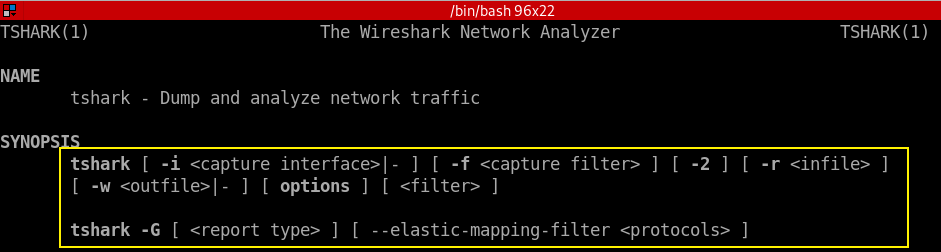 /bin/bash 96x22
TSHARK(1) The Wireshark Network Analyzer TSHARK(1)
NAME
tshark - Dump and analyze network traffic
SYNOPSIS
tshark [ -i <capture interface>|- ] [ -f <capture filter> ] [ -2 ] [ -r <infile> ]
[ -w <outfile>|- ] [ options ] [ <filter> ]
tshark -G [ <report type> ] [ --elastic-mapping-filter <protocols> ]